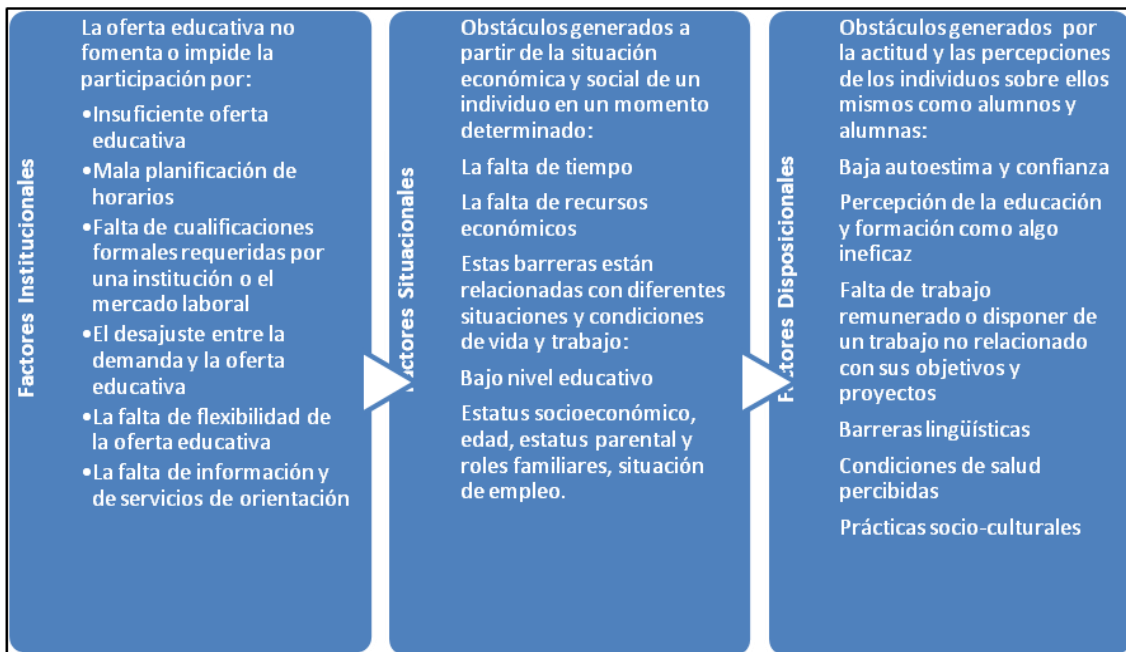 Factores Institucionales
La oferta educativa no
fomenta o impide la
participación por:
•Insuficiente oferta
educativa
•Mala planificación de
horarios
•Falta de cualificaciones
formales requeridas por
una institución o el
mercado laboral
•El desajuste entre la
demanda y la oferta
educativa
•La falta de flexibilidad de
la oferta educativa
•La falta de información y
de servicios de orientación
Factores Situacionales
Obstáculos generados a
partir de la situación
económica y social de un
individuo en un momento
determinado:
La falta de tiempo
La falta de recursos
económicos
Estas barreras están
relacionadas con diferentes
situaciones y condiciones
de vida y trabajo:
Bajo nivel educativo
Estatus socioeconómico,
edad, estatus parental y
roles familiares, situación
de empleo.
Factores Disposicionales
Obstáculos generados por
la actitud y las percepciones
de los individuos sobre ellos
mismos como alumnos y
alumnas:
Baja autoestima y confianza
Percepción de la educación
y formación como algo
ineficaz
Falta de trabajo
remunerado o disponer de
un trabajo no relacionado
con sus objetivos y
proyectos
Barreras lingüísticas
Condiciones de salud
percibidas
Prácticas socio-culturales